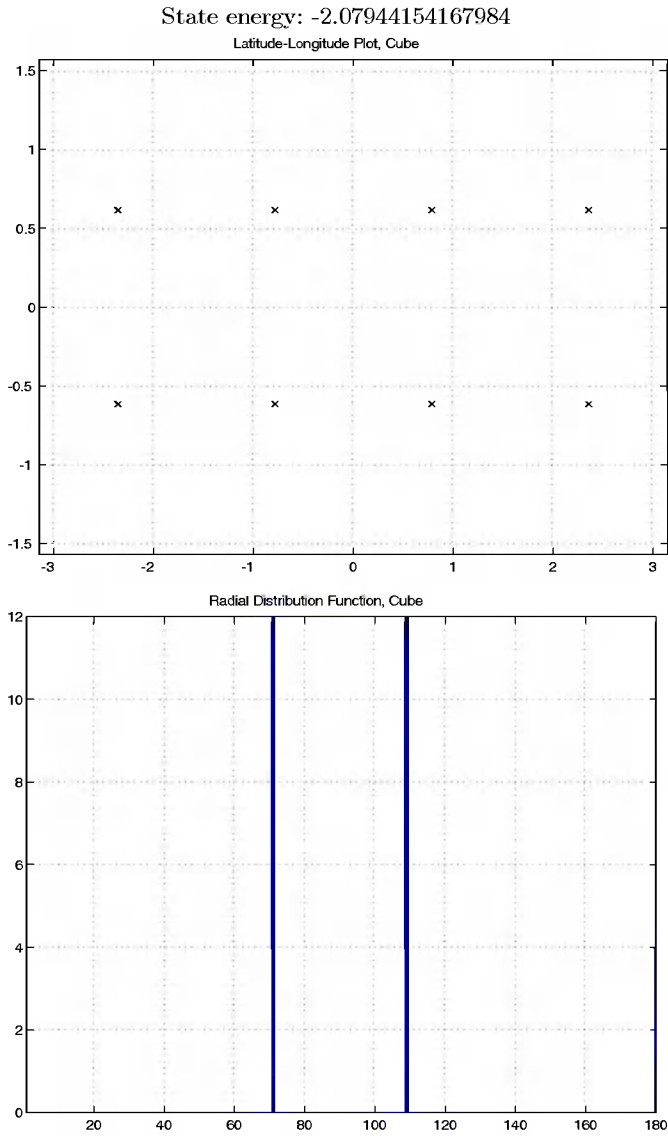 State energy: -2.07944154167984
Latitude-Longitude Plot, Cube
1.5
1
0.5
0
-0.5
-1
-1.5
-3 -2 -1 0 1 2 3
Radial Distribution Function, Cube
12
10
8
6
4
2
0
20 40 60 80 100 120 140 160 180